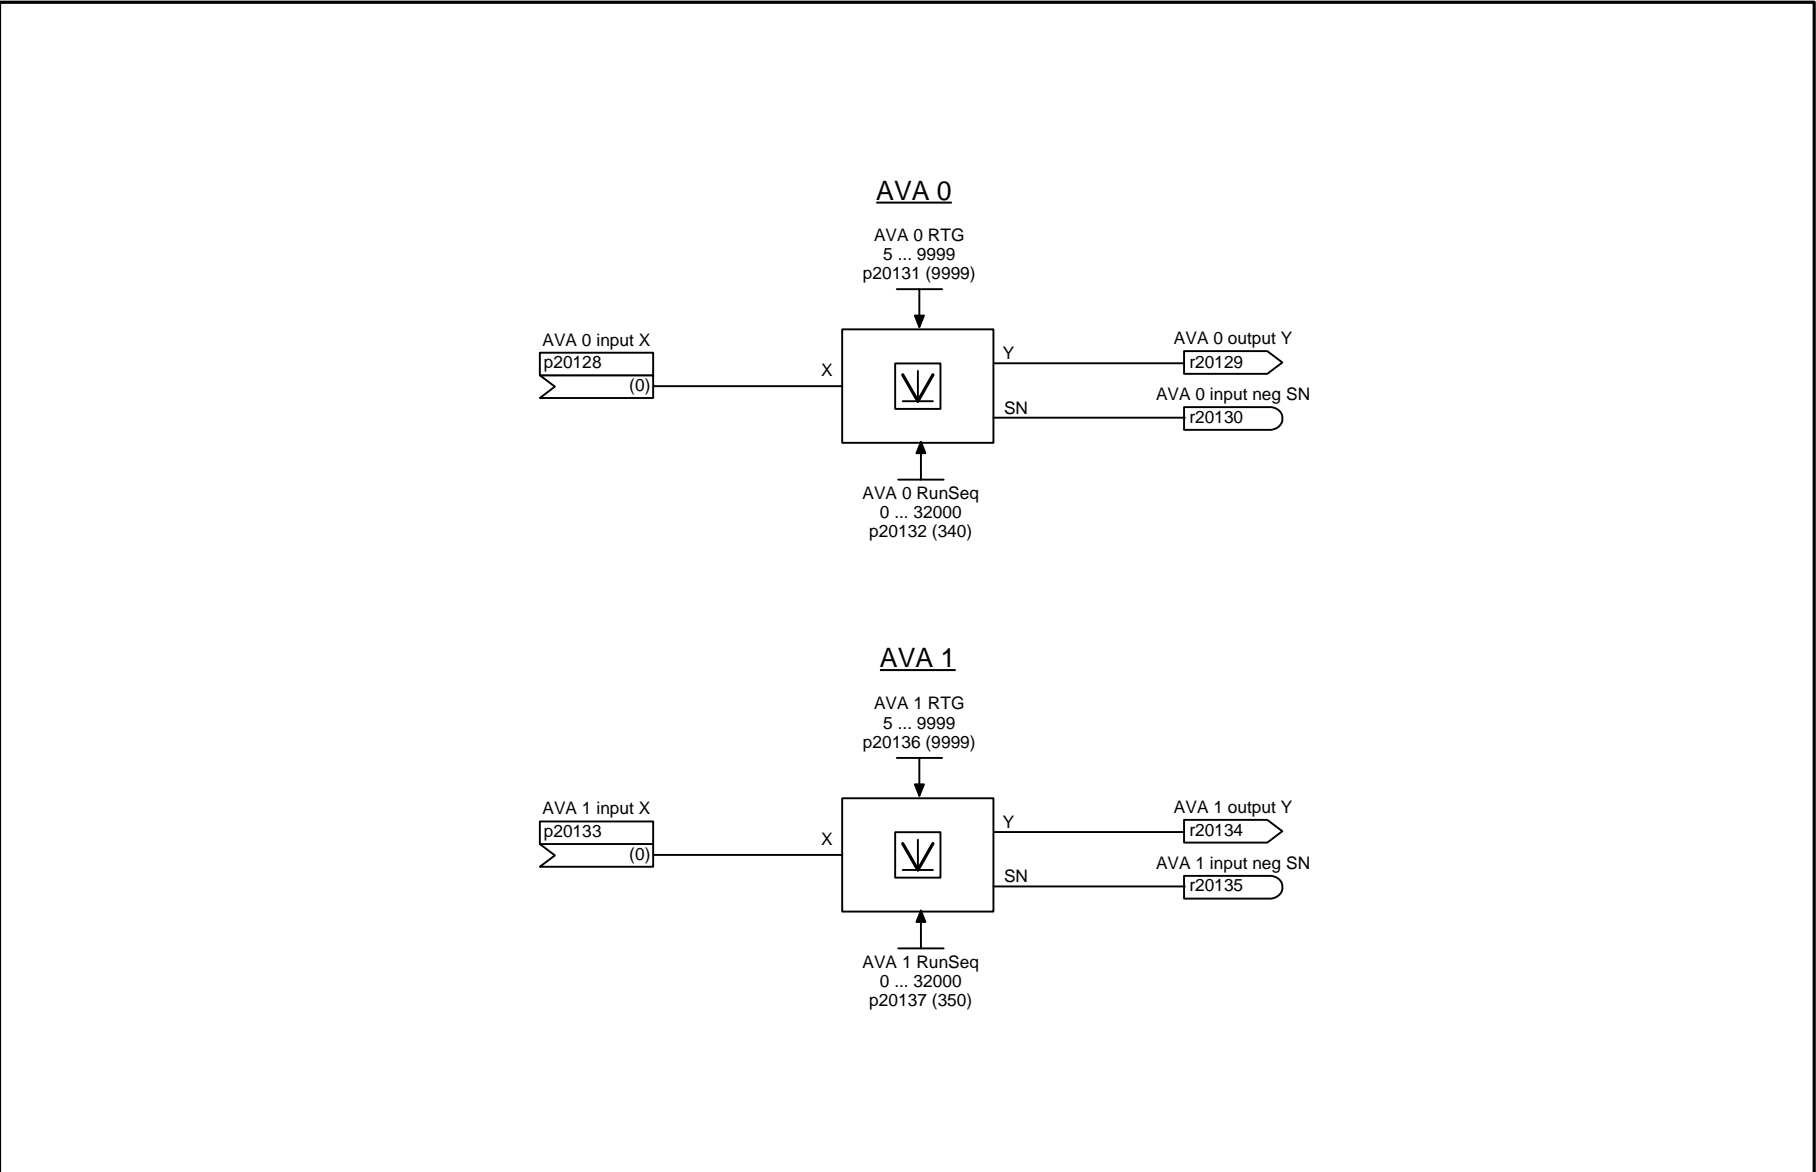 AVA 0
AVA 0 RTG
5 ... 9999
p20131 (9999)
AVA 0 input X
p20128
(0)
X
Y
SN
AVA 0 output Y
r20129
AVA 0 input neg SN
r20130
AVA 0 RunSeq
0 ... 32000
p20132 (340)
AVA 1
AVA 1 RTG
5 ... 9999
p20136 (9999)
AVA 1 input X
p20133
(0)
X
Y
SN
AVA 1 output Y
r20134
AVA 1 input neg SN
r20135
AVA 1 RunSeq
0 ... 32000
p20137 (350)